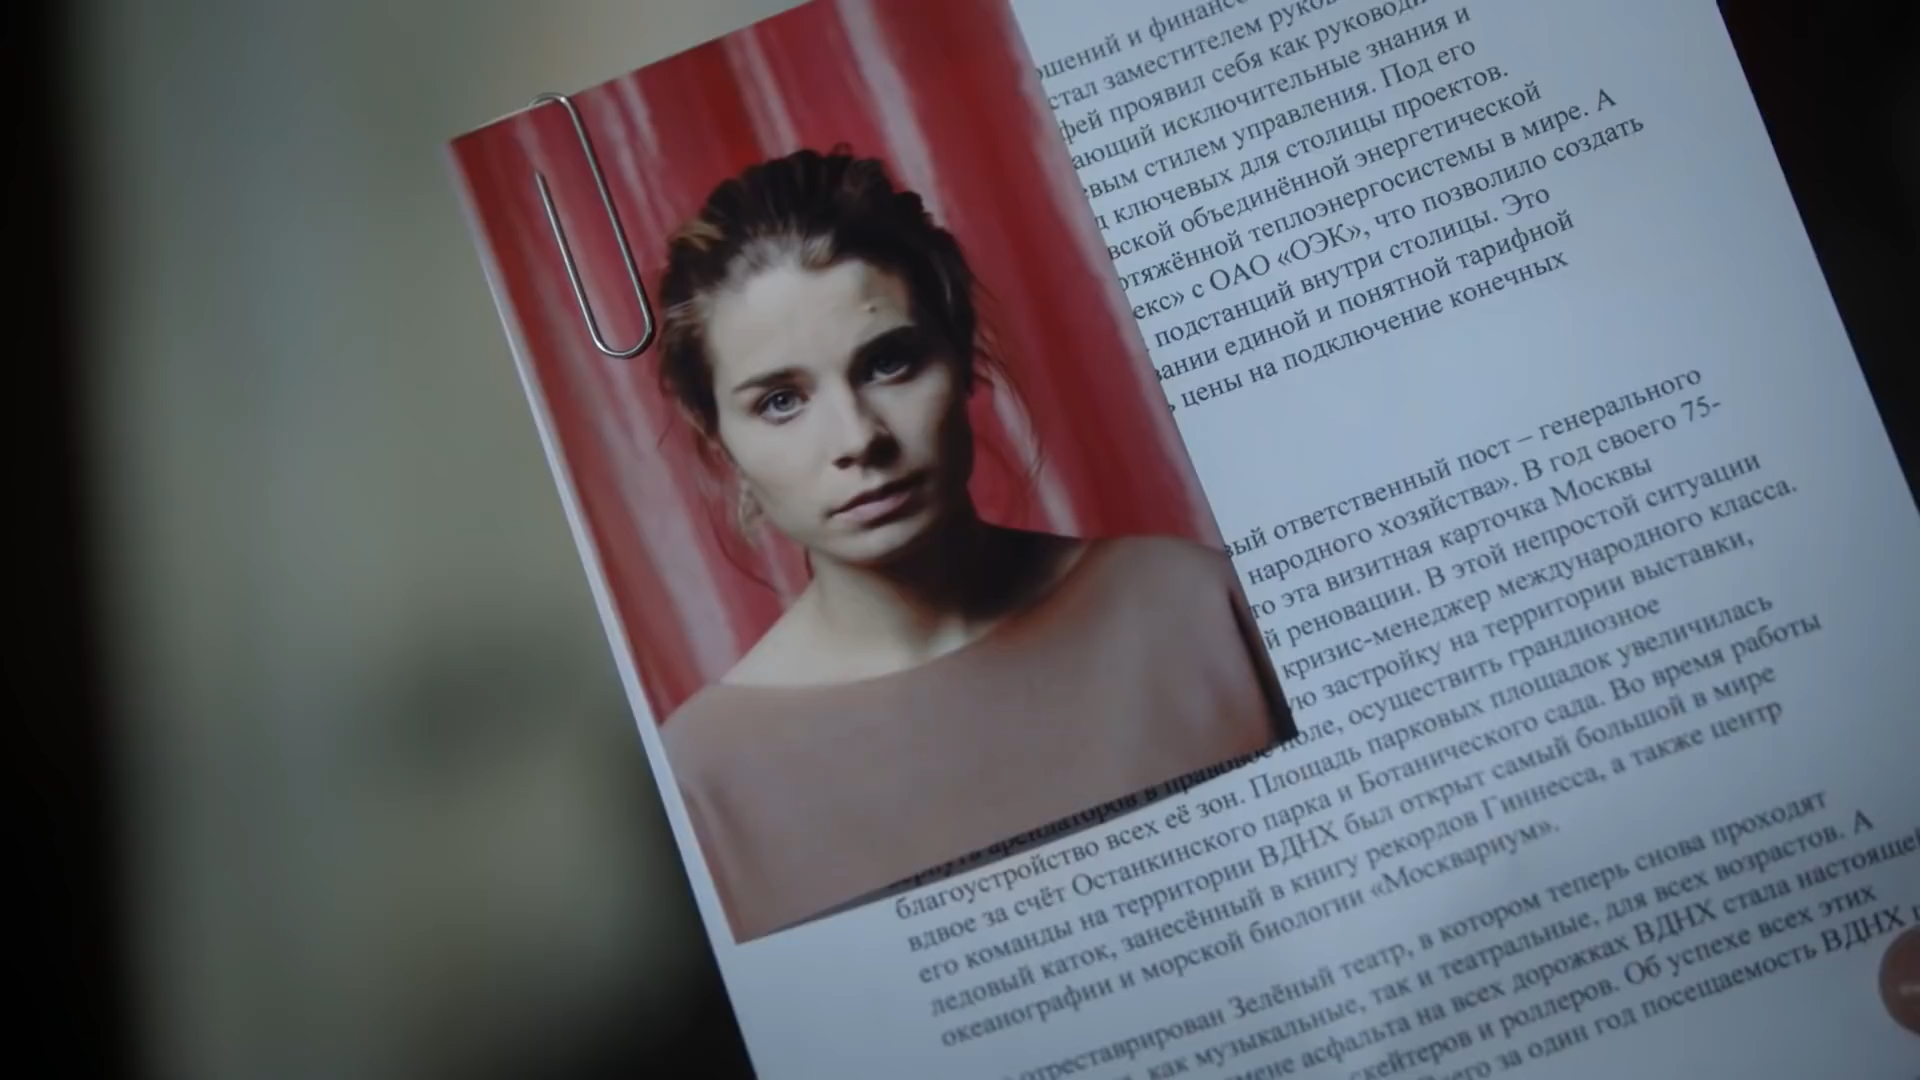 ошений и финансо
стал заместителем руков
фей проявил себя как руководи
ающий исключительные знания и
вым стилем управления. Под его
д ключевых для столицы проектов.
вской объединённой энергетической
отяжённой теплоэнергосистемы в мире. А
екс» с ОАО «ОЭК», что позволило создать
подстанций внутри столицы. Это
вании единой и понятной тарифной
ь цены на подключение конечных
вый ответственный пост – генерального
народного хозяйства». В год своего 75-
то эта визитная карточка Москвы
й реновации. В этой непростой ситуации
кризис-менеджер международного класса.
ую застройку на территории выставки,
поле, осуществить грандиозное
арендаторов в правовое
благоустройство всех её зон. Площадь парковых площадок увеличилась
вдвое за счёт Останкинского парка и Ботанического сада. Во время работы
его команды на территории ВДНХ был открыт самый большой в мире
ледовый каток, занесённый в книгу рекордов Гиннесса, а также центр
океанографии и морской биологии «Москвариум».
отреставрирован Зелёный театр, в котором теперь снова проходят
как музыкальные, так и театральные, для всех возрастов. А
мене асфальта на всех дорожках ВДНХ стала настоящей
скейтеров и роллеров. Об успехе всех этих
его за один год посещаемость ВДНХ